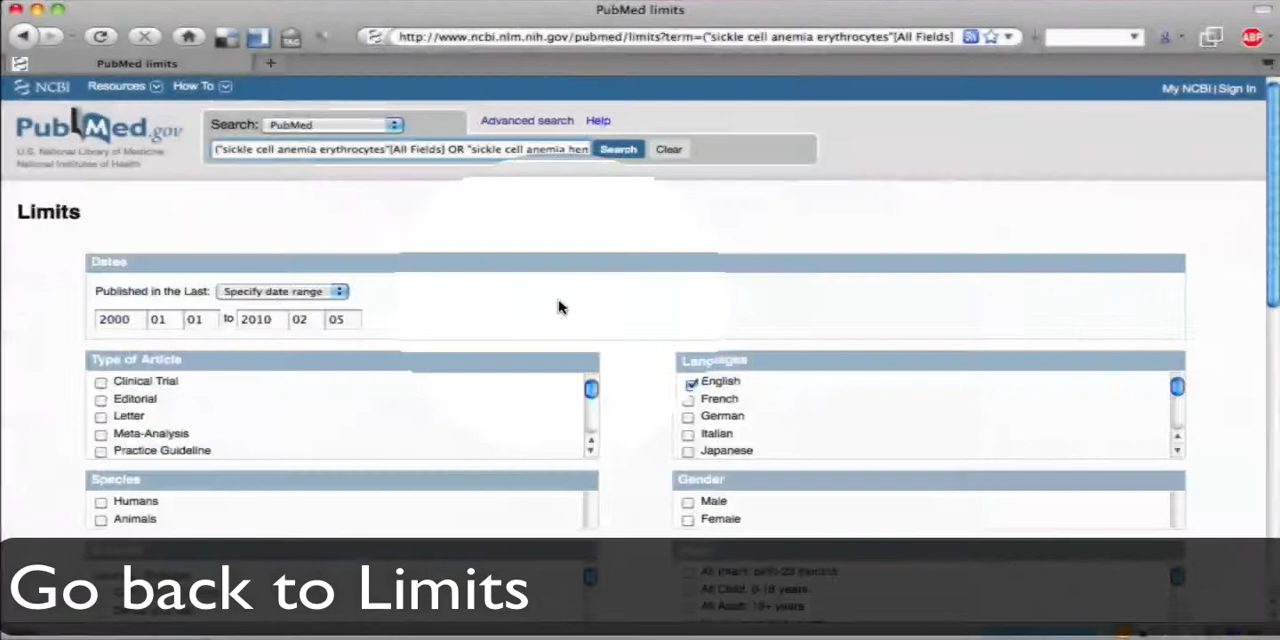 PubMed limits
http://www.ncbi.nlm.nih.gov/pubmed/limits?term=("sickle cell anemia erythrocytes"[All Fields]
ABP
PubMed limits
NCBI Resources How To My NCBI | Sign In
PubMed.gov
U.S. National Library of Medicine
National Institutes of Health
Search: PubMed Advanced search Help
("sickle cell anemia erythrocytes"[All Fields] OR "sickle cell anemia hem Search Clear
Limits
Dates
Published in the Last: Specify date range
2000 01 01 to 2010 02 05
Type of Article
Clinical Trial
Editorial
Letter
Meta-Analysis
Practice Guideline
Languages
English
French
German
Italian
Japanese
Species
Humans
Animals
Gender
Male
Female
All Infant: birth-23 months
All Child: 0-18 years
All Adult: 19+ years
Go back to Limits